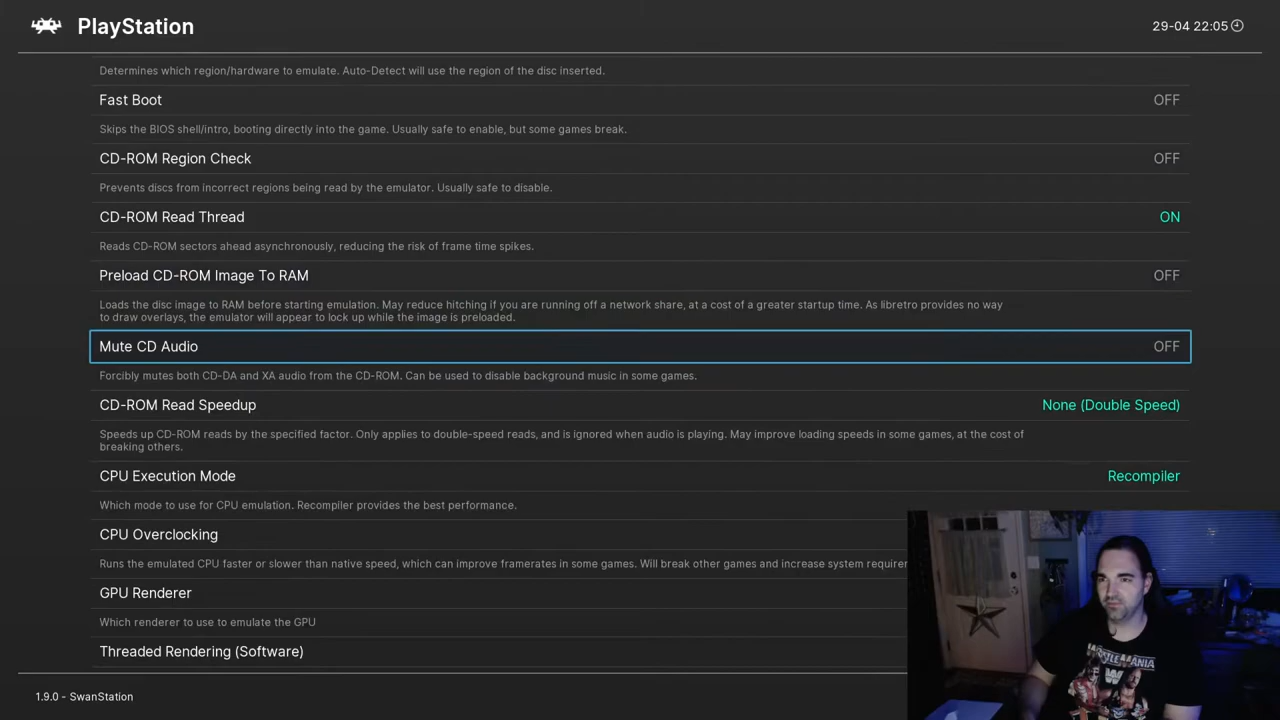 PlayStation
29-04 22:05
Determines which region/hardware to emulate. Auto-Detect will use the region of the disc inserted.
Fast Boot OFF
Skips the BIOS shell/intro, booting directly into the game. Usually safe to enable, but some games break.
CD-ROM Region Check OFF
Prevents discs from incorrect regions being read by the emulator. Usually safe to disable.
CD-ROM Read Thread ON
Reads CD-ROM sectors ahead asynchronously, reducing the risk of frame time spikes.
Preload CD-ROM Image To RAM OFF
Loads the disc image to RAM before starting emulation. May reduce hitching if you are running off a network share, at a cost of a greater startup time. As libretro provides no way
to draw overlays, the emulator will appear to lock up while the image is preloaded.
Mute CD Audio OFF
Forcibly mutes both CD-DA and XA audio from the CD-ROM. Can be used to disable background music in some games.
CD-ROM Read Speedup None (Double Speed)
Speeds up CD-ROM reads by the specified factor. Only applies to double-speed reads, and is ignored when audio is playing. May improve loading speeds in some games, at the cost of
breaking others.
CPU Execution Mode Recompiler
Which mode to use for CPU emulation. Recompiler provides the best performance.
CPU Overclocking
Runs the emulated CPU faster or slower than native speed, which can improve framerates in some games. Will break other games and increase system
GPU Renderer
Which renderer to use to emulate the GPU
Threaded Rendering (Software)
WRESTLEMANIA
1.9.0 - SwanStation